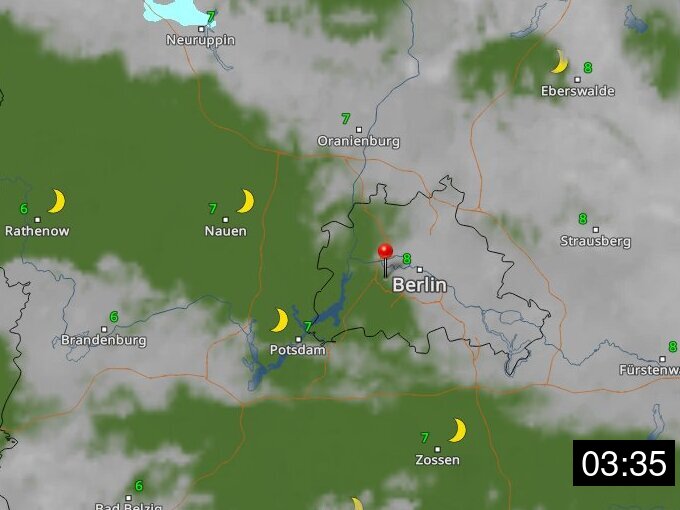 7
Neuruppin
8
Eberswalde
7
Oranienburg
6
Rathenow
7
Nauen
8
Strausberg
8
Berlin
6
Brandenburg
7
Potsdam
8
Fürstenwa
7
Zossen
03:35
6
Bad Belzig